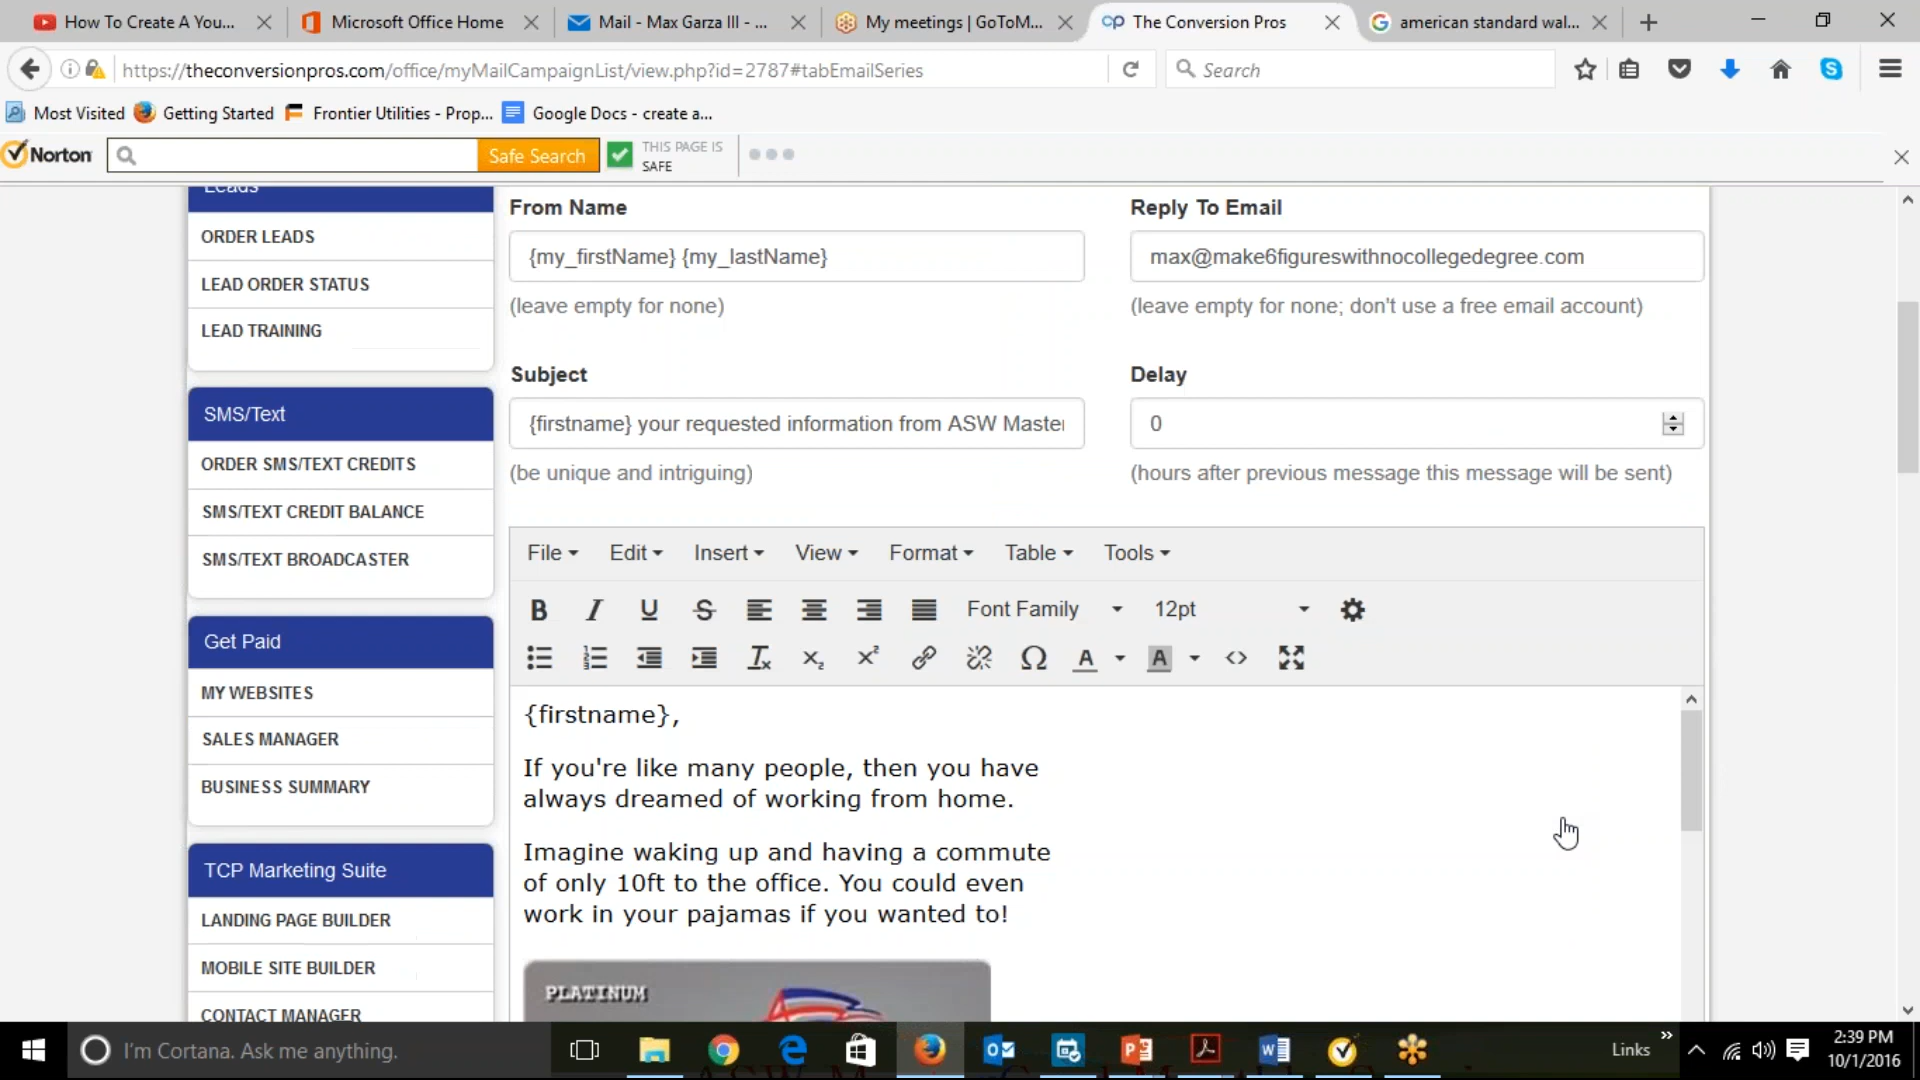 How To Create A You...
Microsoft Office Home
Mail - Max Garza III - ...
My meetings | GoToM...
The Conversion Pros
american standard wal...
https://theconversionpros.com/office/myMailCampaignList/view.php?id=2787#tabEmailSeries
Search
Most Visited
Getting Started
Frontier Utilities - Prop...
Google Docs - create a...
Norton
Safe Search
THIS PAGE IS
SAFE
Leads
ORDER LEADS
LEAD ORDER STATUS
LEAD TRAINING
SMS/Text
ORDER SMS/TEXT CREDITS
SMS/TEXT CREDIT BALANCE
SMS/TEXT BROADCASTER
Get Paid
MY WEBSITES
SALES MANAGER
BUSINESS SUMMARY
TCP Marketing Suite
LANDING PAGE BUILDER
MOBILE SITE BUILDER
CONTACT MANAGER
From Name
{my_firstName} {my_lastName}
(leave empty for none)
Reply To Email
max@make6figureswithnocollegedegree.com
(leave empty for none; don't use a free email account)
Subject
{firstname} your requested information from ASW Master
(be unique and intriguing)
Delay
0
(hours after previous message this message will be sent)
File Edit Insert View Format Table Tools
Font Family 12pt
{firstname},
If you're like many people, then you have
always dreamed of working from home.
Imagine waking up and having a commute
of only 10ft to the office. You could even
work in your pajamas if you wanted to!
PLATINUM
I'm Cortana. Ask me anything.
Links
2:39 PM
10/1/2016